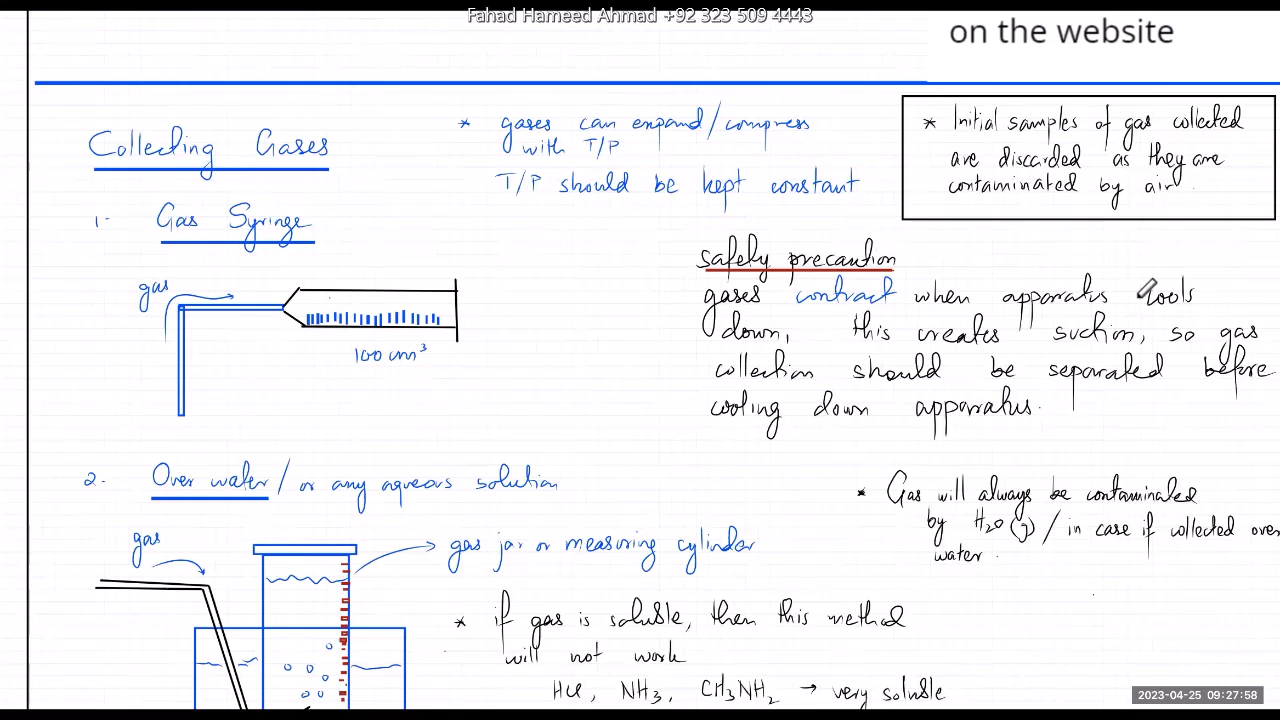 Fahad Hameed Ahmad +92 323 509 4443
on the website
Collecting Gases
* gases can expand/compress
with T/P
T/P should be kept constant
* Initial samples of gas collected
are discarded as they are
contaminated by air.
1- Gas Syringe
gas
100 cm³
safety precaution
gases contract when apparatus cools
down, this creates suction, so gas
collection should be separated before
cooling down apparatus.
2- Over water/ or any aqueous solution
gas
gas jar or measuring cylinder
* Gas will always be contaminated
by H2O(g) / in case if collected over
water.
* if gas is soluble, then this method
will not work
HCl, NH3, CH3NH2 → very soluble
2023-04-25 09:27:58